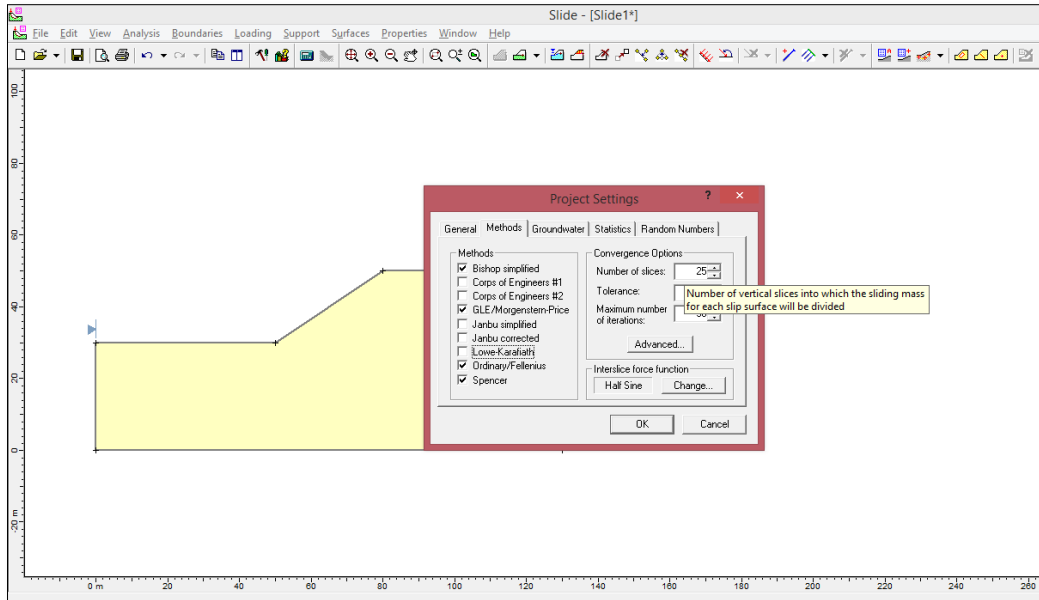 Slide - [Slide1*]
File Edit View Analysis Boundaries Loading Support Surfaces Properties Window Help
100
80
60
40
20
0
-20 m
Project Settings ? ×
General Methods Groundwater Statistics Random Numbers
Methods
Bishop simplified
Corps of Engineers #1
Corps of Engineers #2
GLE/Morgenstern-Price
Janbu simplified
Janbu corrected
Lowe-Karafiath
Ordinary/Fellenius
Spencer
Convergence Options
Number of slices: 25
Tolerance:
Number of vertical slices into which the sliding mass
for each slip surface will be divided
Maximum number
of iterations:
Advanced...
Interslice force function
Half Sine Change...
OK Cancel
0 m 20 40 60 80 100 120 140 160 180 200 220 240 260